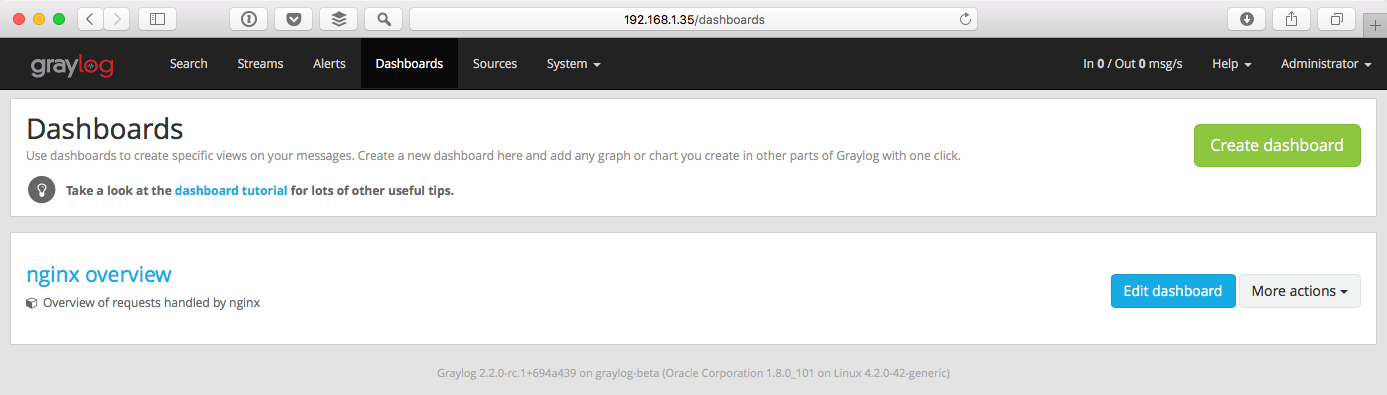 192.168.1.35/dashboards
graylog Search Streams Alerts Dashboards Sources System In 0 / Out 0 msg/s Help Administrator
Dashboards
Use dashboards to create specific views on your messages. Create a new dashboard here and add any graph or chart you create in other parts of Graylog with one click.
Create dashboard
Take a look at the dashboard tutorial for lots of other useful tips.
nginx overview
Overview of requests handled by nginx
Edit dashboard More actions
Graylog 2.2.0-rc.1+694a439 on graylog-beta (Oracle Corporation 1.8.0_101 on Linux 4.2.0-42-generic)